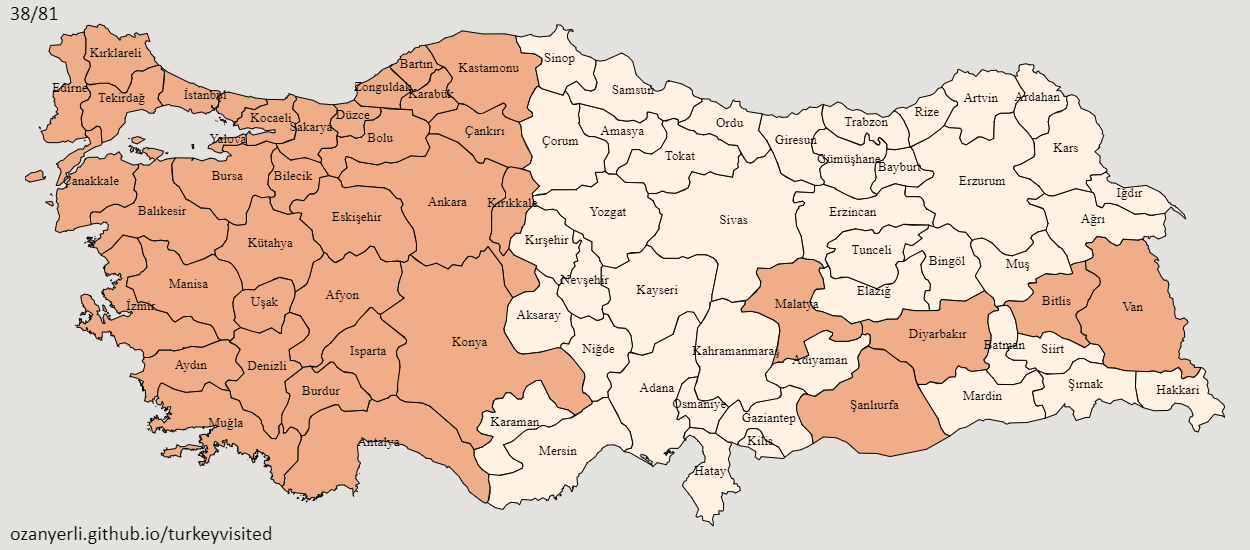 38/81
Kırklareli
Edirne
Tekirdağ
İstanbul
Kocaeli
Yalova
Sakarya
Düzce
Zonguldak
Bartın
Karabük
Kastamonu
Bolu
Çankırı
Sinop
Samsun
Çorum
Amasya
Tokat
Ordu
Giresun
Trabzon
Gümüşhane
Bayburt
Rize
Artvin
Ardahan
Kars
Iğdır
Ağrı
Erzurum
Erzincan
Çanakkale
Balıkesir
Bursa
Bilecik
Eskişehir
Kütahya
Ankara
Kırıkkale
Kırşehir
Yozgat
Sivas
Tunceli
Bingöl
Muş
Elazığ
Malatya
Nevşehir
Kayseri
Aksaray
Niğde
Manisa
İzmir
Uşak
Afyon
Konya
Aydın
Denizli
Isparta
Burdur
Muğla
Antalya
Karaman
Mersin
Adana
Osmaniye
Kahramanmaraş
Adıyaman
Gaziantep
Kilis
Hatay
Şanlıurfa
Diyarbakır
Mardin
Batman
Siirt
Bitlis
Van
Şırnak
Hakkari
ozanyerli.github.io/turkeyvisited